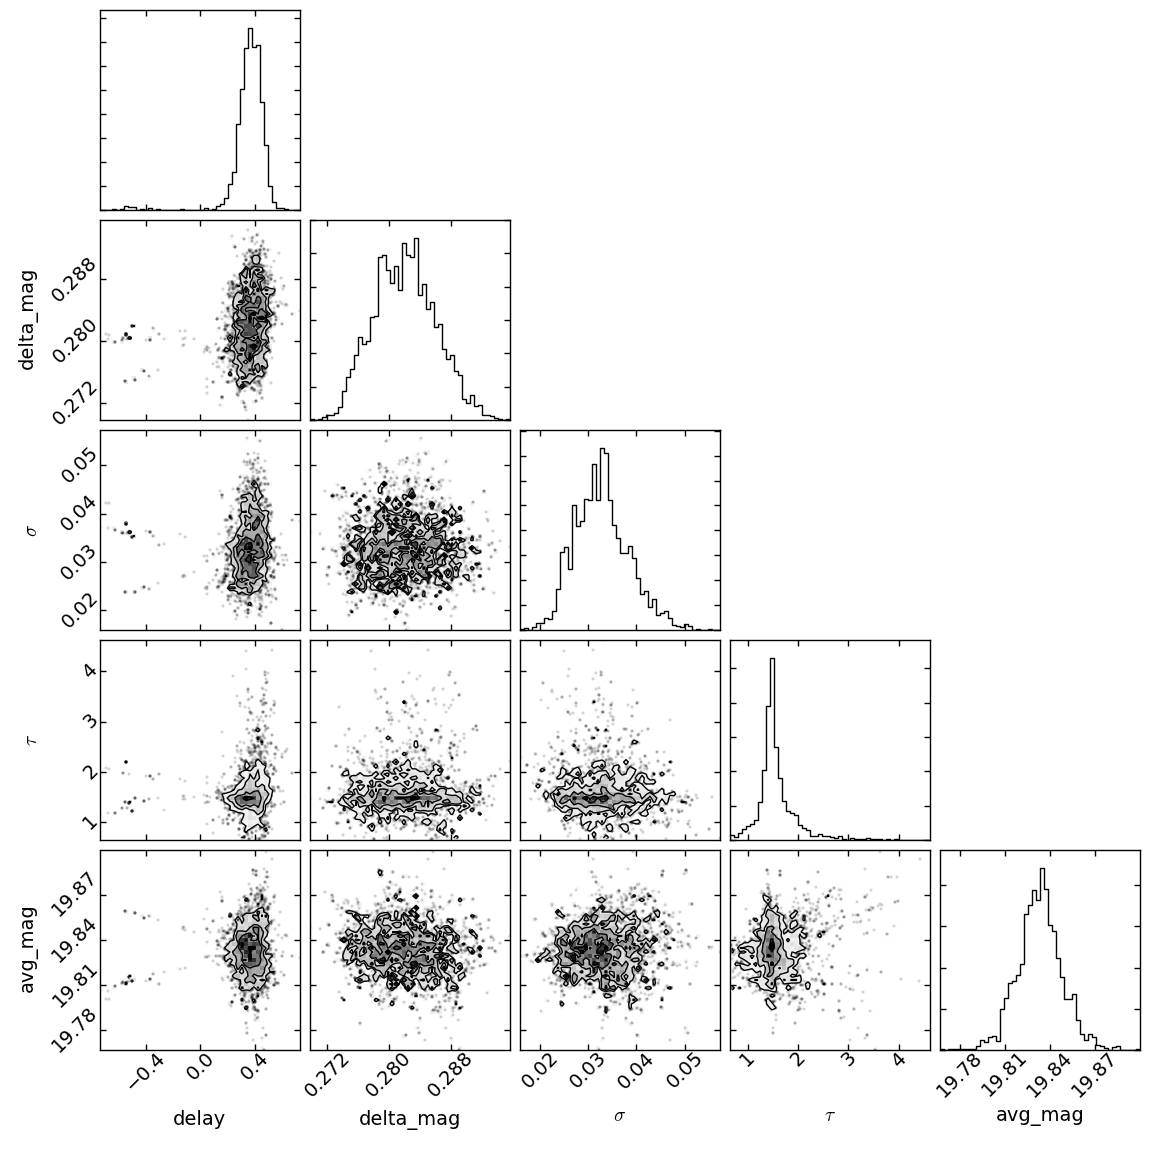 delta_mag
0.288
0.280
0.272
σ
0.05
0.04
0.03
0.02
τ
4
3
2
1
avg_mag
19.87
19.84
19.81
19.78
−0.4 0.0 0.4 0.272 0.280 0.288 0.02 0.03 0.04 0.05 1 2 3 4 19.78 19.81 19.84 19.87
delay delta_mag σ τ avg_mag